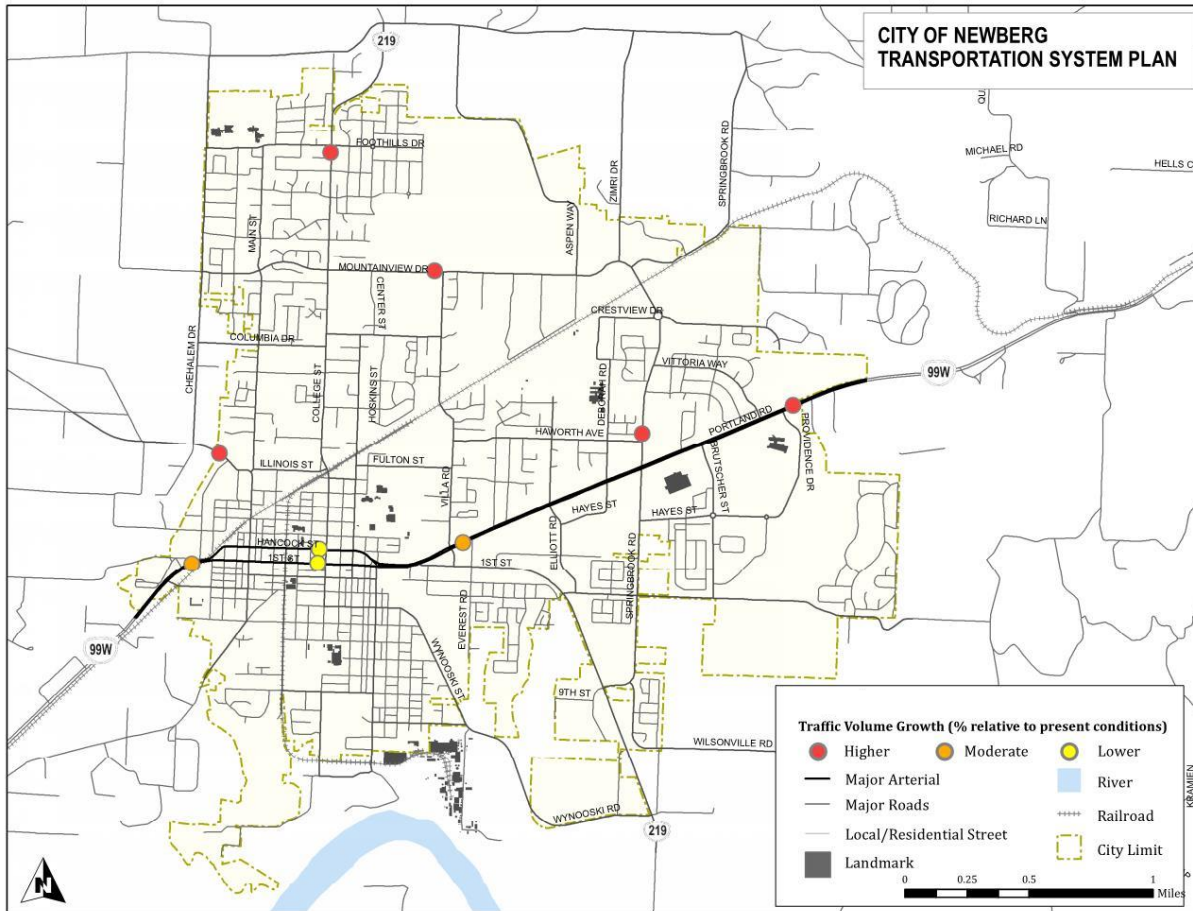 CITY OF NEWBERG
TRANSPORTATION SYSTEM PLAN
219
QU
MICHAEL RD
HELLS C
RICHARD LN
SPRINGBROOK RD
ZIMRI DR
ASPEN WAY
FOOTHILLS DR
MAIN ST
MOUNTAINVIEW DR
CENTER ST
CRESTVIEW DR
COLUMBIA DR
CHEHALEM DR
COLLEGE ST
HOSKINS ST
VITTORIA WAY
DEBORAH RD
99W
PORTLAND RD
PROVIDENCE DR
HAWORTH AVE
BRUTSCHER ST
ILLINOIS ST
FULTON ST
VILLA RD
HAYES ST
HAYES ST
ELLIOTT RD
HANCOCK ST
1ST ST
1ST ST
SPRINGBROOK RD
EVEREST RD
WYNOOSKI ST
99W
9TH ST
WILSONVILLE RD
WYNOOSKI RD
219
KRAMIEN
N
Traffic Volume Growth (% relative to present conditions)
Higher Moderate Lower
Major Arterial River
Major Roads Railroad
Local/Residential Street City Limit
Landmark
0 0.25 0.5 1
Miles